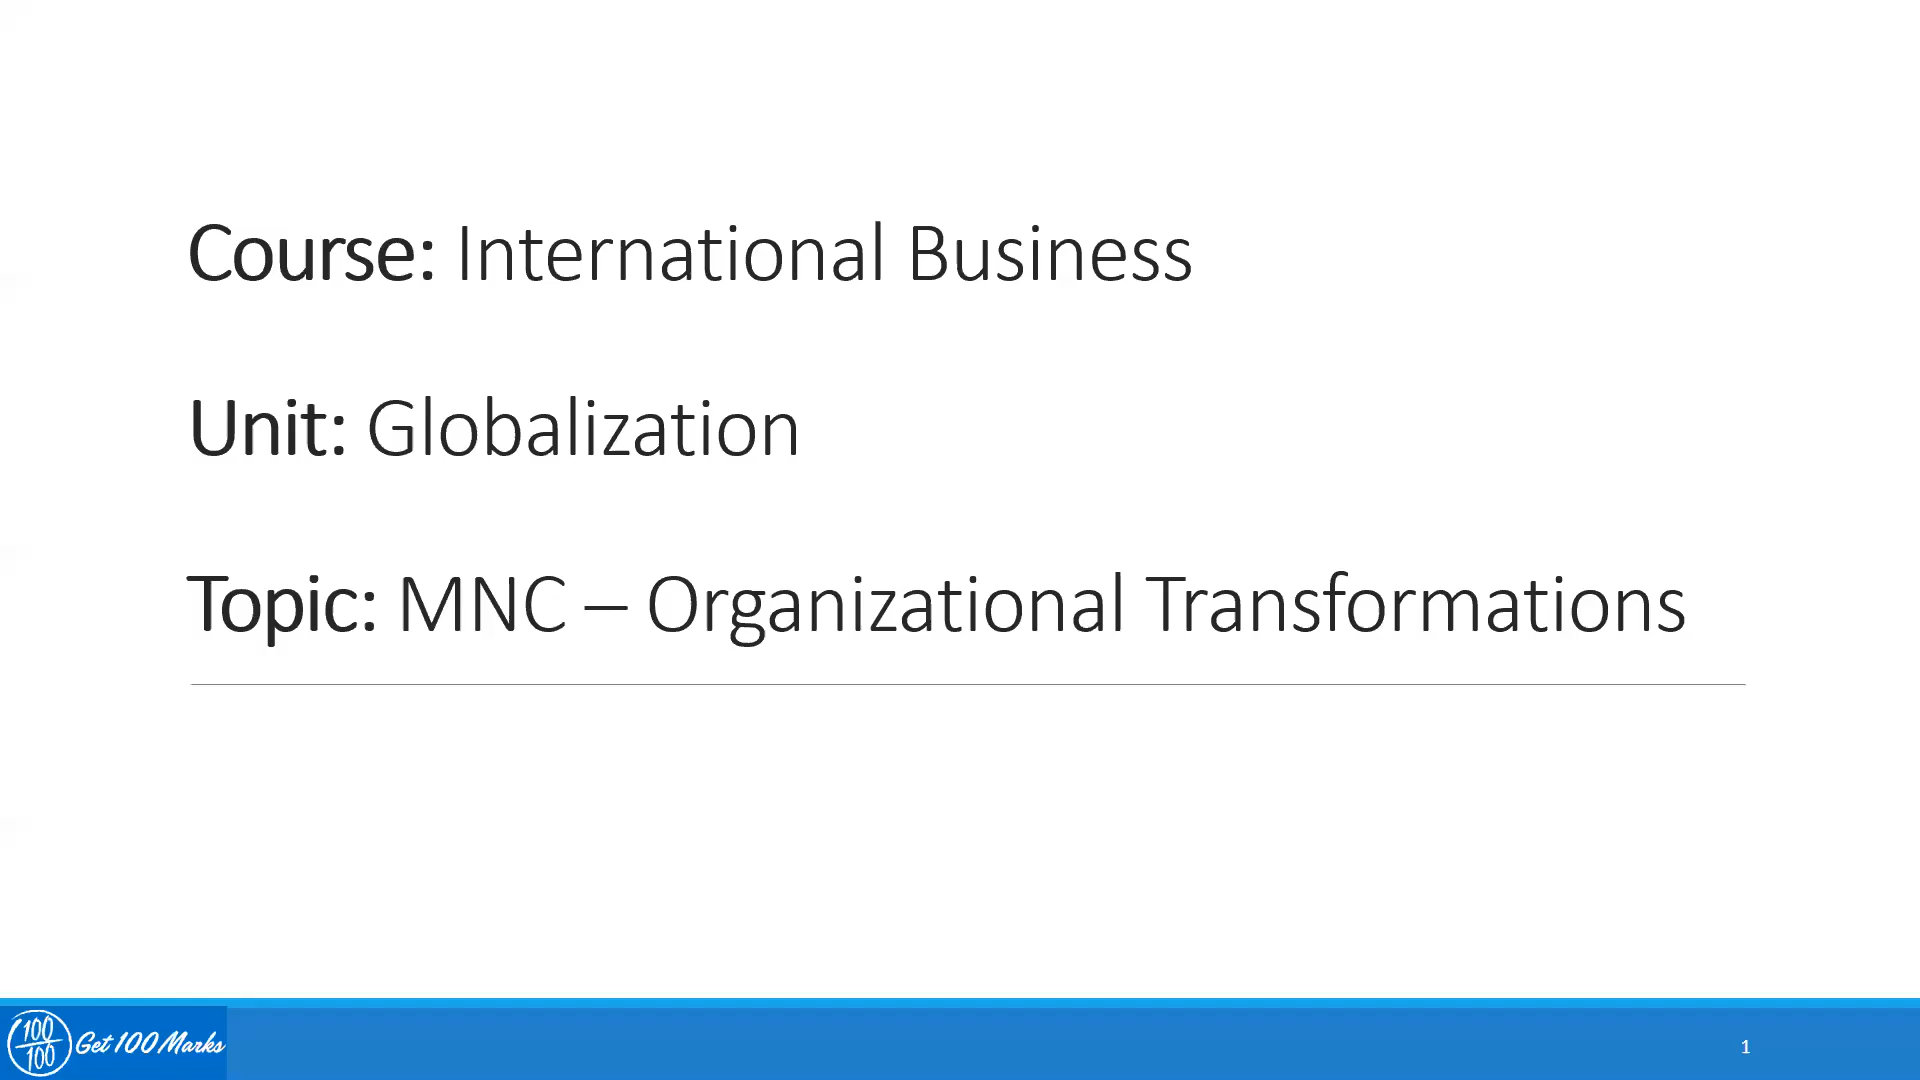 Course: International Business
Unit: Globalization
Topic: MNC – Organizational Transformations
100
100
Get 100 Marks
1